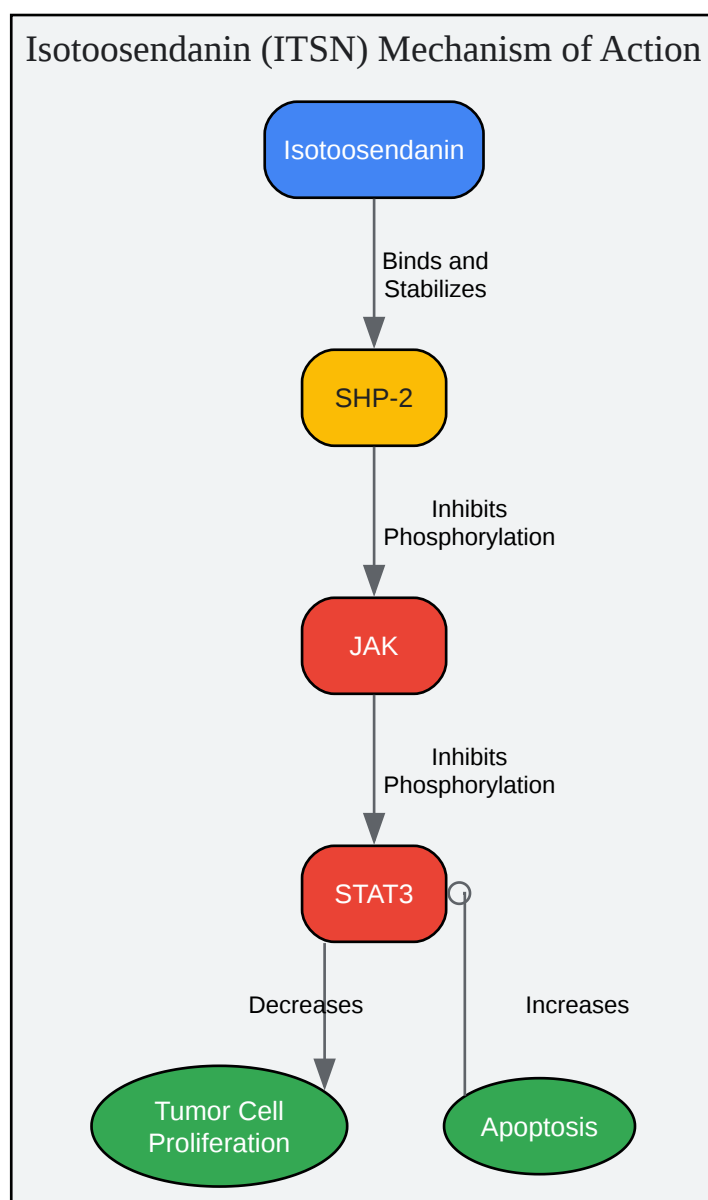 Isotoosendanin (ITSN) Mechanism of Action
Isotoosendanin
Binds and
Stabilizes
SHP-2
Inhibits
Phosphorylation
JAK
Inhibits
Phosphorylation
STAT3
Decreases
Increases
Tumor Cell
Proliferation
Apoptosis